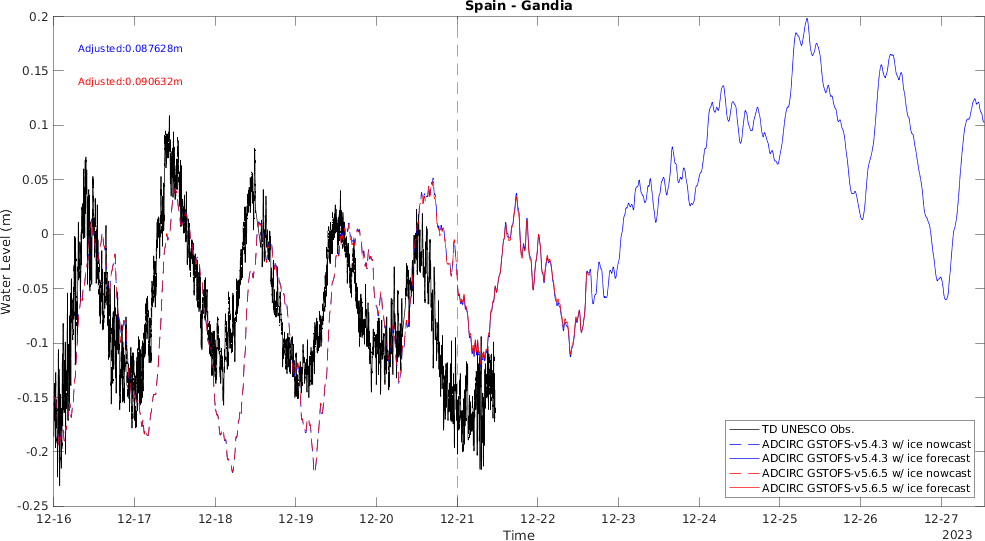 Spain - Gandia
Adjusted:0.087628m
Adjusted:0.090632m
0.2
0.15
0.1
0.05
0
-0.05
-0.1
-0.15
-0.2
-0.25
Water Level (m)
TD UNESCO Obs.
ADCIRC GSTOFS-v5.4.3 w/ ice nowcast
ADCIRC GSTOFS-v5.4.3 w/ ice forecast
ADCIRC GSTOFS-v5.6.5 w/ ice nowcast
ADCIRC GSTOFS-v5.6.5 w/ ice forecast
12-16 12-17 12-18 12-19 12-20 12-21 12-22 12-23 12-24 12-25 12-26 12-27
Time
2023